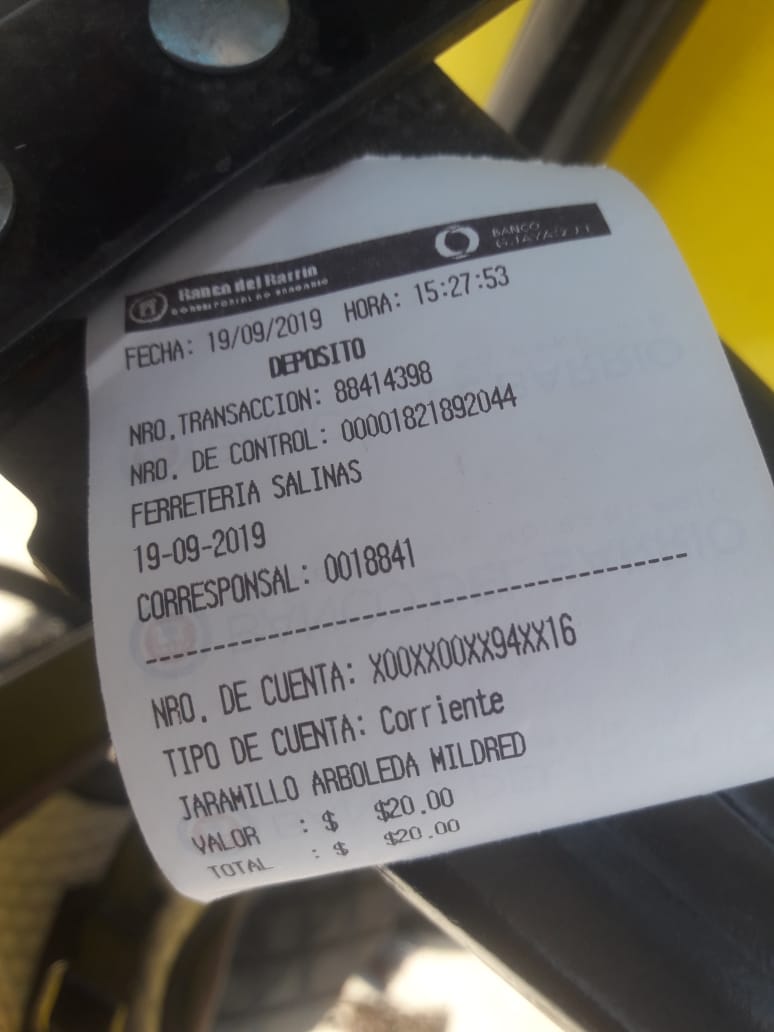 Banco del Barrio
BANCO
FECHA: 19/09/2019 HORA: 15:27:53
DEPOSITO
NRO.TRANSACCION: 88414398
NRO. DE CONTROL: 00001821892044
FERRETERIA SALINAS
19-09-2019
CORRESPONSAL: 0018841
NRO. DE CUENTA: X00XX00XX94XX16
TIPO DE CUENTA: Corriente
JARAMILLO ARBOLEDA MILDRED
VALOR : $ $20.00
TOTAL : $ $20.00